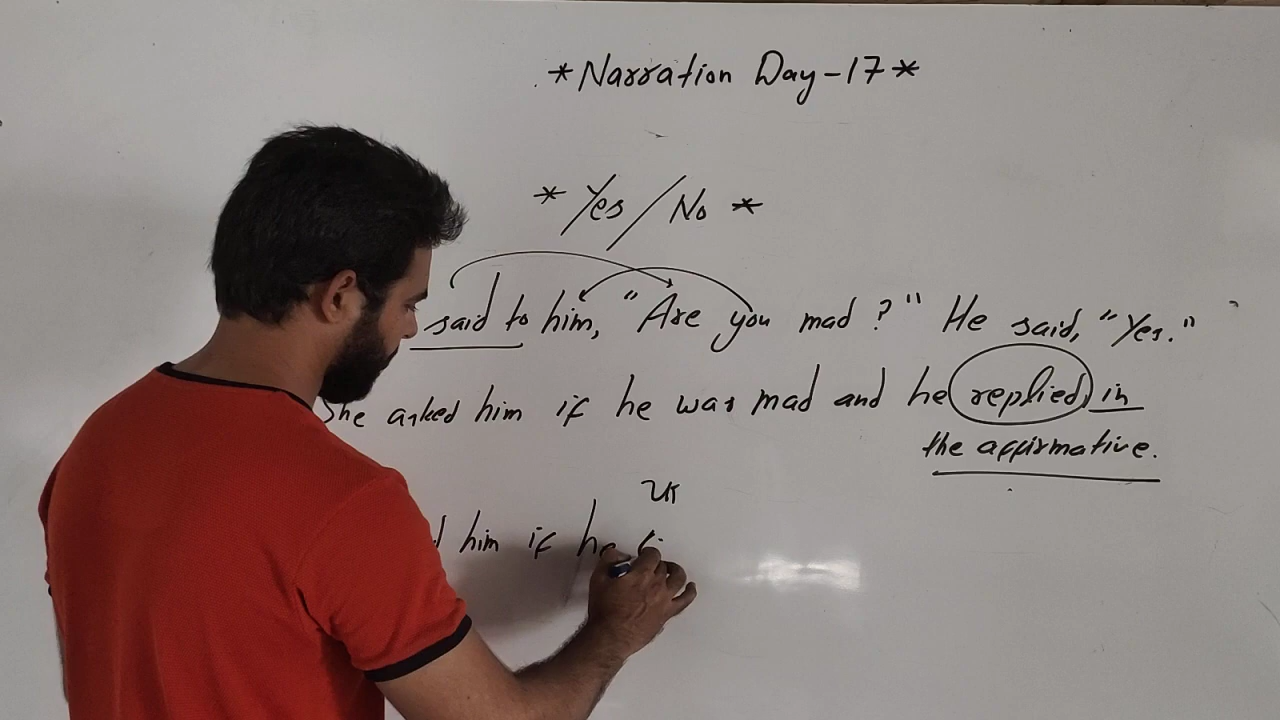 *Narration Day-17*
*Yes/No*
said to him, "Are you mad?" He said, "Yes."
She asked him if he was mad and he replied in
the affirmative.
him if he